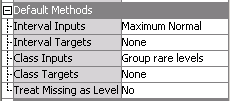 Default Methods
Interval Inputs Maximum Normal
Interval Targets None
Class Inputs Group rare levels
Class Targets None
Treat Missing as Level No